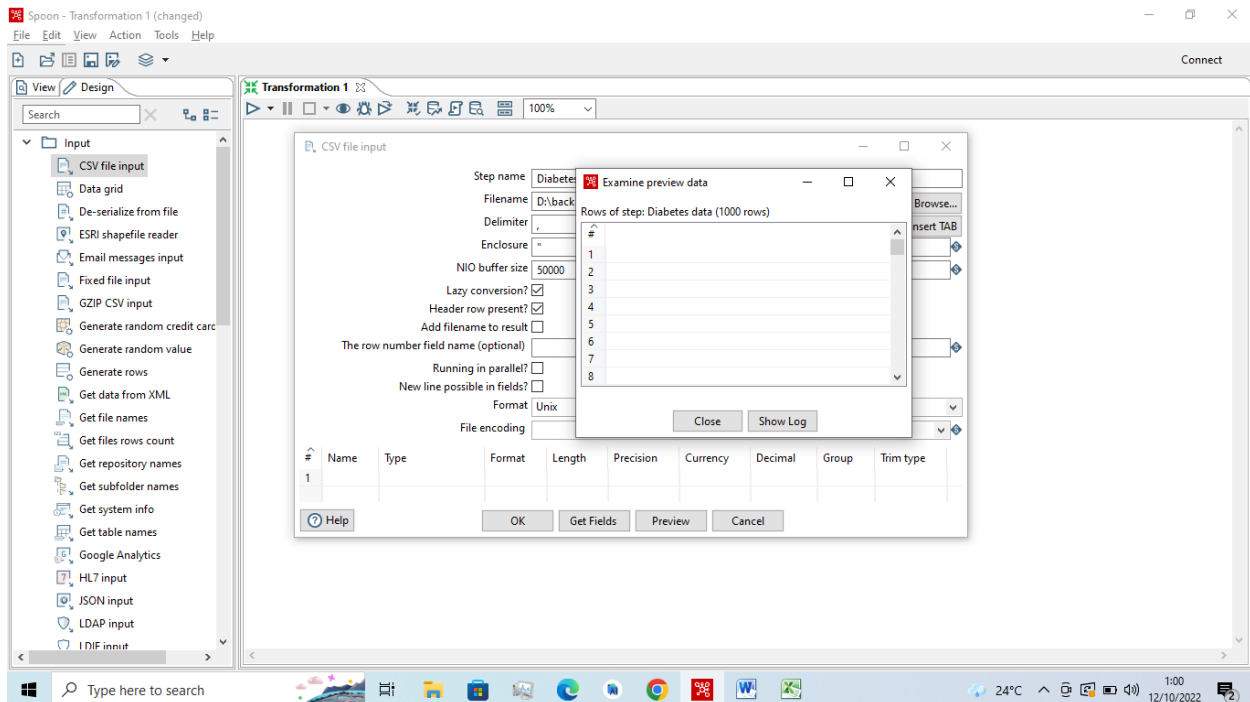 Spoon - Transformation 1 (changed)
File Edit View Action Tools Help
Connect
View Design
Search
Input
CSV file input
Data grid
De-serialize from file
ESRI shapefile reader
Email messages input
Fixed file input
GZIP CSV input
Generate random credit card
Generate random value
Generate rows
Get data from XML
Get file names
Get files rows count
Get repository names
Get subfolder names
Get system info
Get table names
Google Analytics
HL7 input
JSON input
LDAP input
LDIF input
Transformation 1
100%
CSV file input
Step name Diabetes
Filename D:\back Browse...
Delimiter , Insert TAB
Enclosure "
NIO buffer size 50000
Lazy conversion?
Header row present?
Add filename to result
The row number field name (optional)
Running in parallel?
New line possible in fields?
Format Unix
File encoding
# Name Type Format Length Precision Currency Decimal Group Trim type
1
Help OK Get Fields Preview Cancel
Examine preview data
Rows of step: Diabetes data (1000 rows)
#
1
2
3
4
5
6
7
8
Close Show Log
Type here to search
24°C
1:00
12/10/2022
2